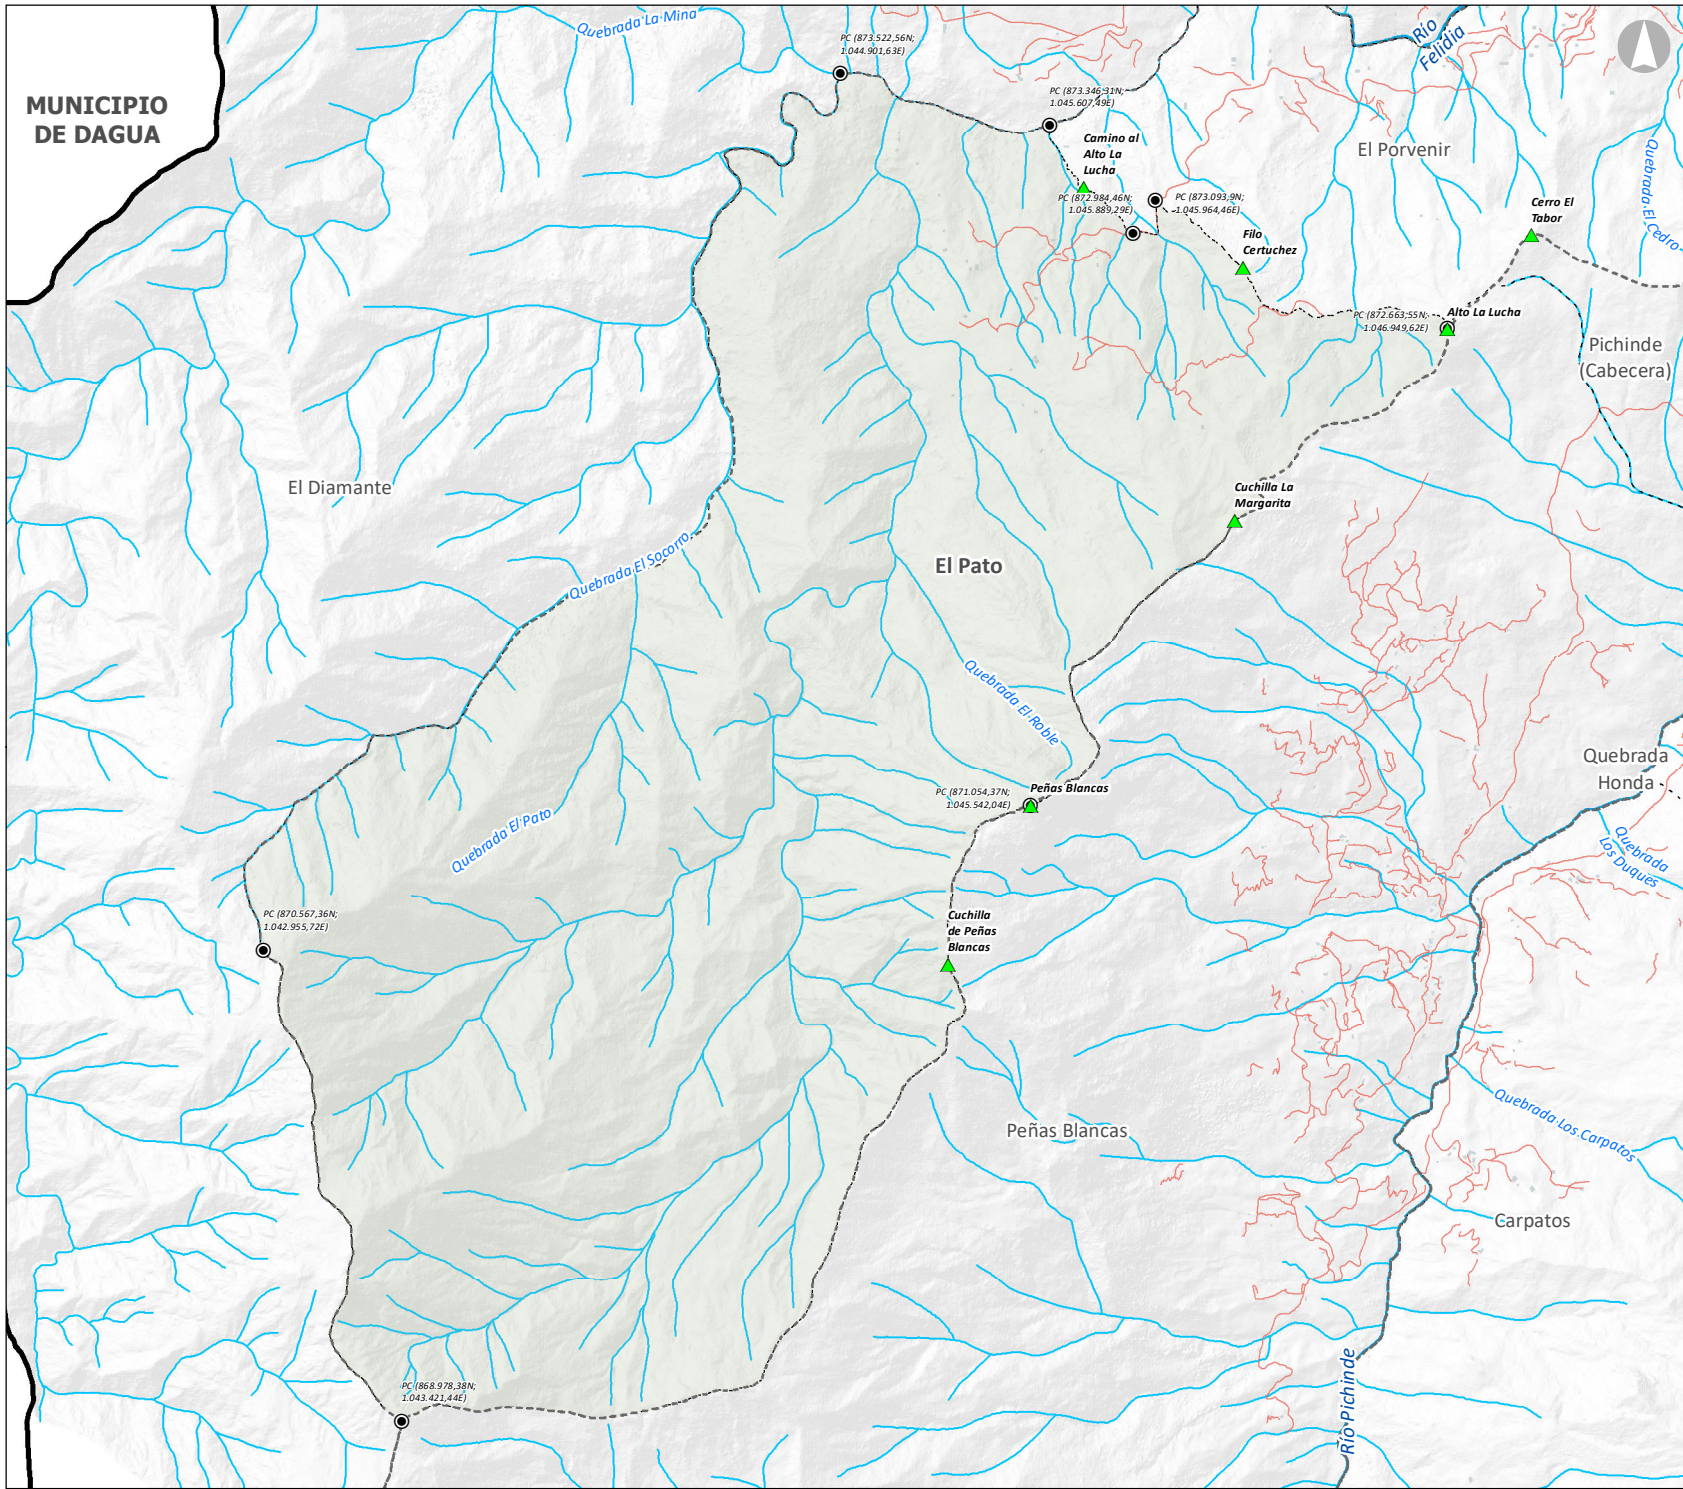 Quebrada La Mina
PC (873.522,56N;
1.044.901,63E)
Río
Felidia
MUNICIPIO
DE DAGUA
PC (873.346,31N;
1.045.607,49E)
Camino al
Alto La
Lucha
El Porvenir
Quebrada El Cedro
PC (872.984,46N;
1.045.889,29E)
PC (873.093,9N;
1.045.964,46E)
Cerro El
Tabor
Filo
Certuchez
PC (872.663,55N;
1.046.949,62E)
Alto La Lucha
Pichinde
(Cabecera)
El Diamante
Cuchilla La
Margarita
Quebrada El Socorro
El Pato
Quebrada El Roble
Quebrada
Honda
PC (871.054,37N;
1.045.542,04E)
Peñas Blancas
Quebrada El Pato
Quebrada
Los Duques
PC (870.567,36N;
1.042.955,72E)
Cuchilla
de Peñas
Blancas
Peñas Blancas
Quebrada Los Carpatos
Carpatos
PC (868.978,38N;
1.043.421,44E)
Río Pichinde